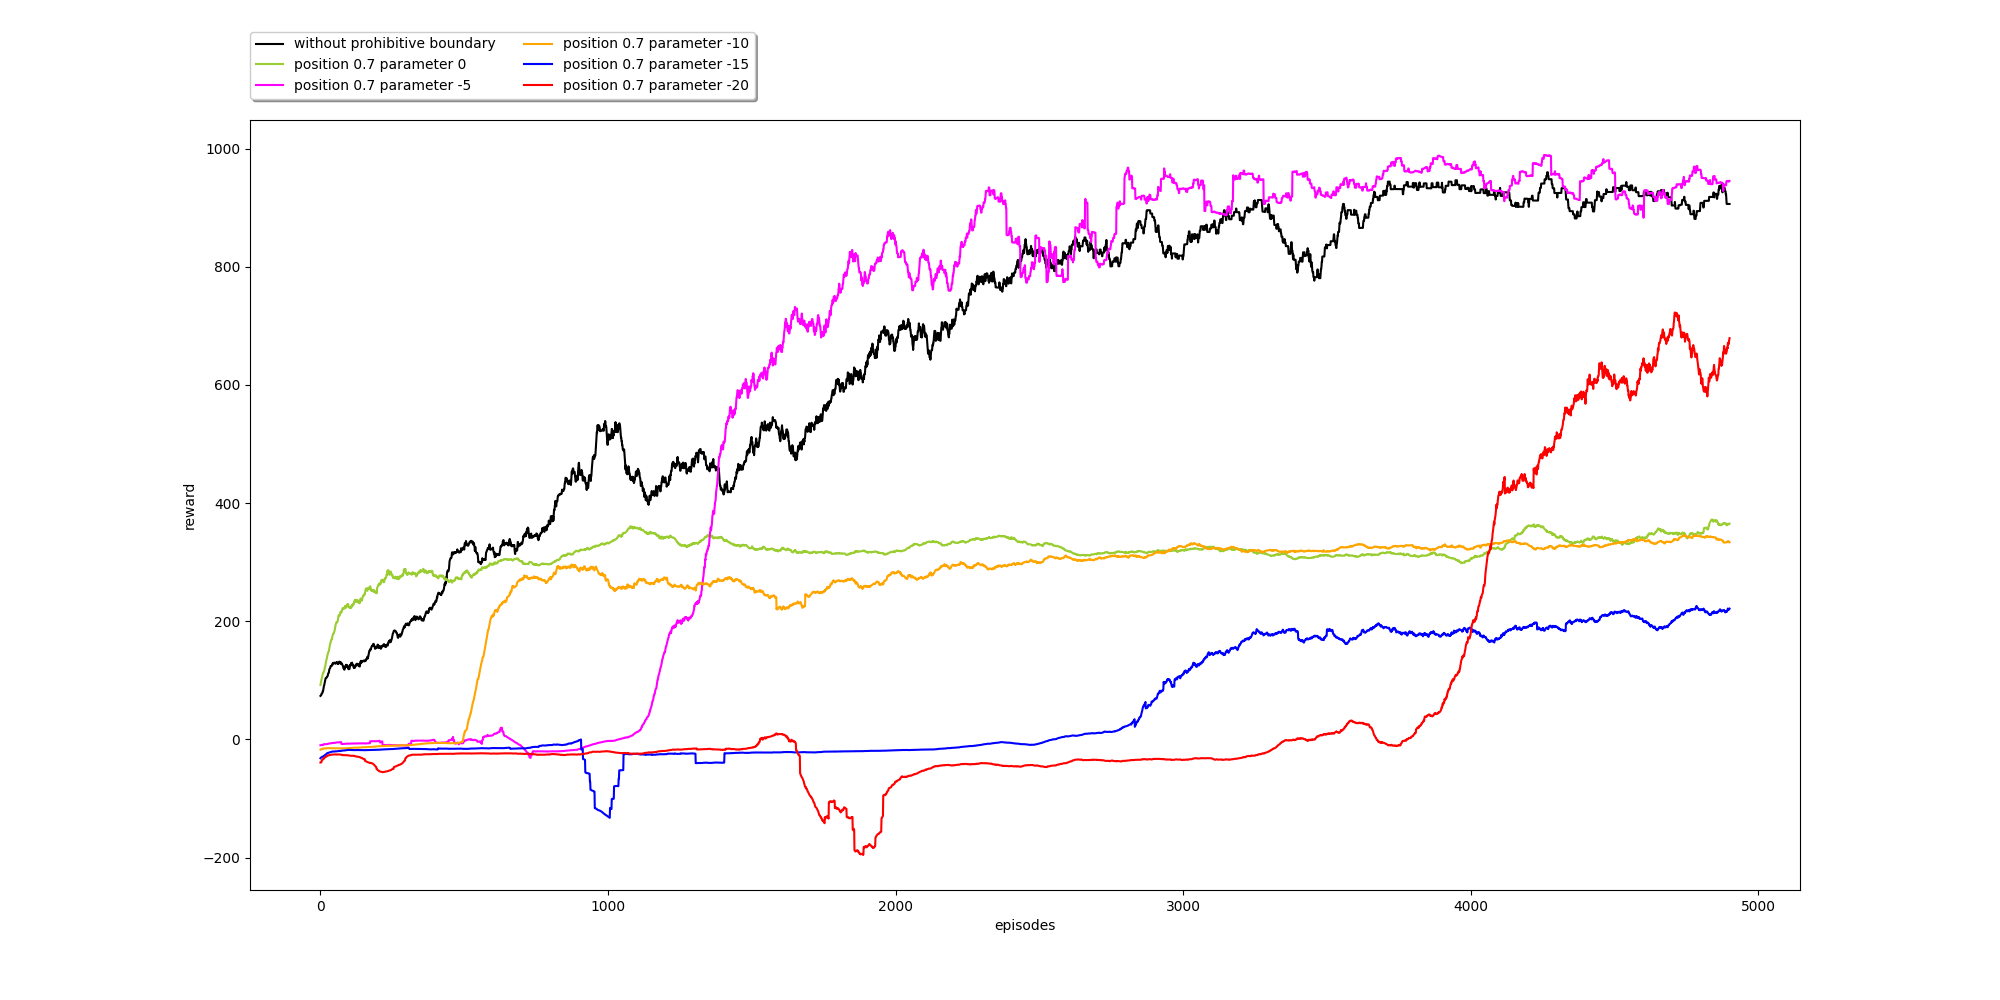 without prohibitive boundary
position 0.7 parameter 0
position 0.7 parameter -5
position 0.7 parameter -10
position 0.7 parameter -15
position 0.7 parameter -20
1000
800
600
400
200
0
−200
reward
0 1000 2000 3000 4000 5000
episodes